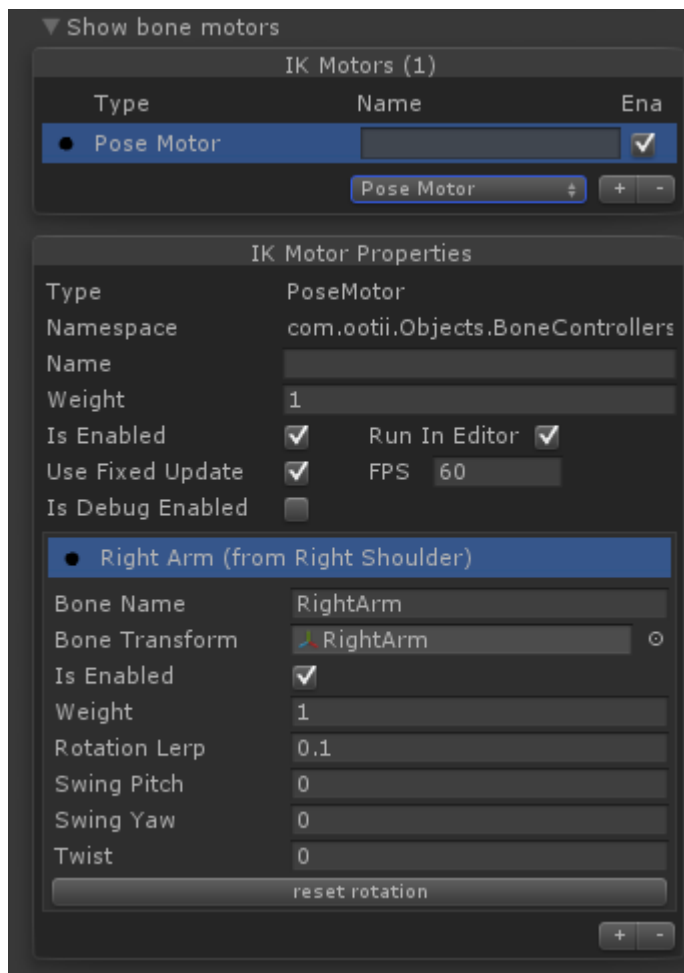 Show bone motors
IK Motors (1)
Type Name Ena
Pose Motor
Pose Motor + -
IK Motor Properties
Type PoseMotor
Namespace com.ootii.Objects.BoneControllers
Name
Weight 1
Is Enabled Run In Editor
Use Fixed Update FPS 60
Is Debug Enabled
Right Arm (from Right Shoulder)
Bone Name RightArm
Bone Transform RightArm
Is Enabled
Weight 1
Rotation Lerp 0.1
Swing Pitch 0
Swing Yaw 0
Twist 0
reset rotation
+ -